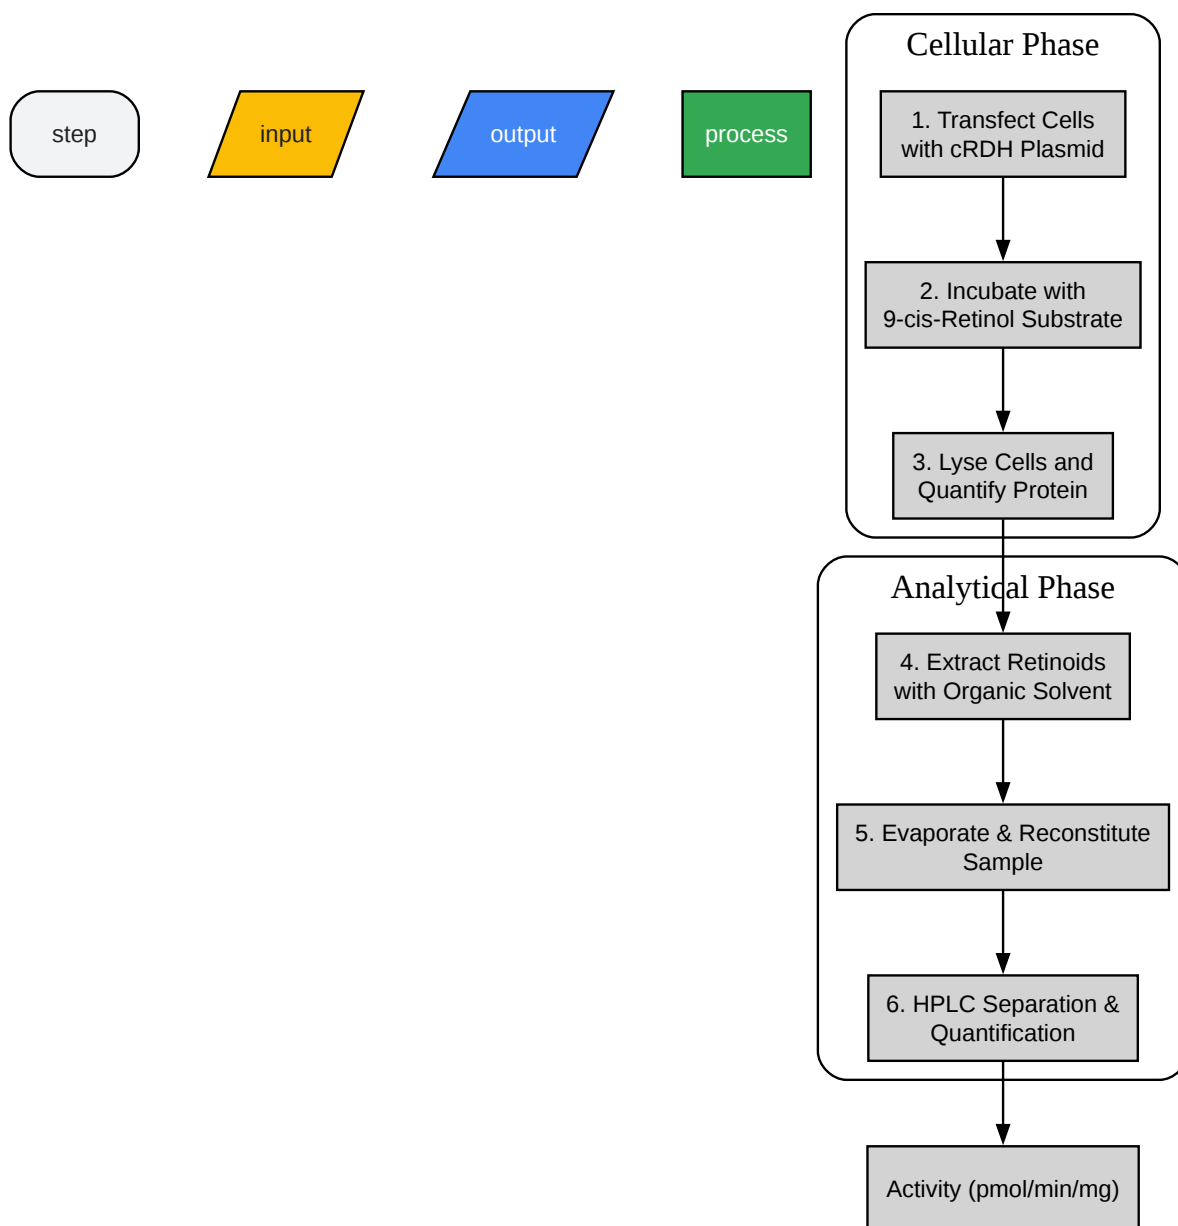 Cellular Phase
step
input
output
process
1. Transfect Cells
with cRDH Plasmid
2. Incubate with
9-cis-Retinol Substrate
3. Lyse Cells and
Quantify Protein
Analytical Phase
4. Extract Retinoids
with Organic Solvent
5. Evaporate & Reconstitute
Sample
6. HPLC Separation &
Quantification
Activity (pmol/min/mg)